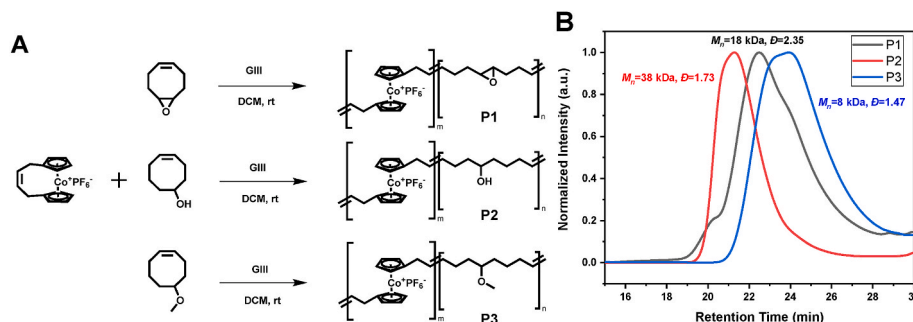 A
GIII
DCM, rt
O
Co⁺PF₆⁻
m
O
n
P1
Co⁺PF₆⁻
+
OH
GIII
DCM, rt
Co⁺PF₆⁻
m
OH
n
P2
O
GIII
DCM, rt
Co⁺PF₆⁻
m
O
n
P3
B
Mn=18 kDa, Đ=2.35
Mn=38 kDa, Đ=1.73
Mn=8 kDa, Đ=1.47
P1
P2
P3
Normalized Intensity (a.u.)
1.0
0.8
0.6
0.4
0.2
0.0
16 18 20 22 24 26 28 30
Retention Time (min)